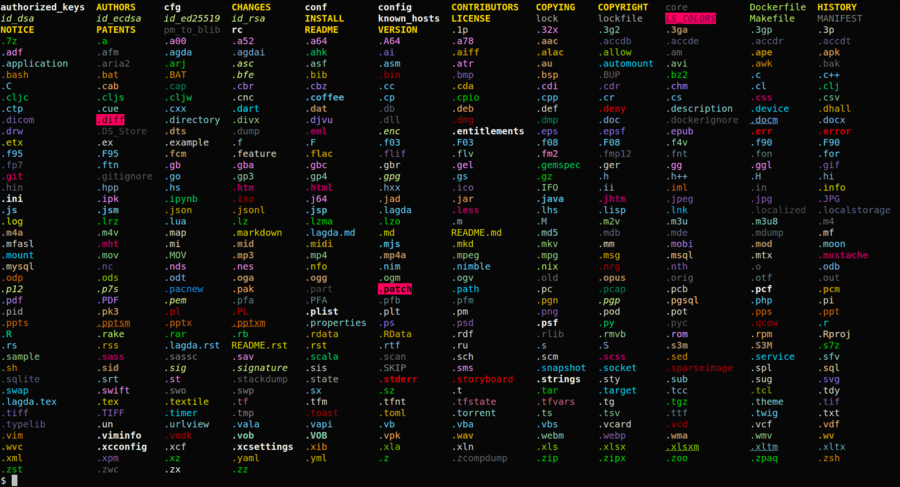 authorized_keys AUTHORS cfg CHANGES conf config CONTRIBUTORS COPYING COPYRIGHT core Dockerfile HISTORY
id_dsa id_ecdsa id_ed25519 id_rsa INSTALL known_hosts LICENSE lock lockfile LS_COLORS Makefile MANIFEST
NOTICE PATENTS pm_to_blib rc README VERSION .1p .32x .3g2 .3ga .3gp .3p
.7z .a .a00 .a52 .a64 .A64 .a78 .aac .accdb .accde .accdr .accdt
.adf .afm .agda .agdai .ahk .ai .aiff .alac .allow .am .ape .apk
.application .aria2 .arj .asc .asf .asm .atr .au .automount .avi .awk .bak
.bash .bat .BAT .bfe .bib .bin .bmp .bsp .BUP .bz2 .c .c++
.C .cab .cap .cbr .cbz .cc .cda .cdi .cdr .chm .cl .clj
.cljc .cljs .cljw .cnc .coffee .cp .cpio .cpp .cr .cs .css .csv
.ctp .cue .cxx .dart .dat .db .deb .def .deny .description .device .dhall
.dicom .diff .directory .divx .djvu .dll .dmg .dmp .doc .dockerignore .docm .docx
.drw .DS_Store .dts .dump .eml .enc .entitlements .eps .epsf .epub .err .error
.etx .ex .example .f .F .f03 .F03 .f08 .F08 .f4v .f90 .F90
.f95 .F95 .fcm .feature .flac .flif .flv .fm2 .fmp12 .fnt .fon .for
.fp7 .ftn .gb .gba .gbc .gbr .gel .gemspec .ger .gg .ggl .gif
.git .gitignore .go .gp3 .gp4 .gpg .gs .gz .h .h++ .H .hi
.hin .hpp .hs .htm .html .hxx .ico .IFO .ii .iml .in .info
.ini .ipk .ipynb .iso .j64 .jad .jar .java .jhtm .jpeg .jpg .JPG
.js .jsm .json .jsonl .jsp .lagda .less .lhs .lisp .lnk .localized .localstorage
.log .lrz .lua .lz .lzma .lzo .m .M .m2v .m3u .m3u8 .m4
.m4a .m4v .map .markdown .lagda.md .md README.md .md5 .mdb .mde .mdump .mf
.mfasl .mht .mi .mid .midi .mjs .mkd .mkv .mm .mobi .mod .moon
.mount .mov .MOV .mp3 .mp4 .mp4a .mpeg .mpg .msg .msql .mtx .mustache
.mysql .nc .nds .nes .nfo .nim .nimble .nix .nrg .nth .o .odb
.odp .ods .odt .oga .ogg .ogm .ogv .old .opus .orig .otf .out
.p12 .p7s .pacnew .pak .part .patch .path .pc .pcap .pcb .pcf .pcm
.pdf .PDF .pem .pfa .PFA .pfb .pfm .pgn .pgp .pgsql .php .pi
.pid .pk3 .pl .PL .plist .plt .pm .png .pod .pot .pps .ppt
.ppts .pptsm .pptx .pptxm .properties .ps .psd .psf .py .pyc .qcow .r
.R .rake .rar .rb .rdata .RData .rdf .rlib .rmvb .rom .rpm .Rproj
.rs .rss .lagda.rst README.rst .rst .rtf .ru .s .S .s3m .S3M .s7z
.sample .sass .sassc .sav .scala .scan .sch .scm .scss .sed .service .sfv
.sh .sid .sig .signature .sis .SKIP .sms .snapshot .socket .sparseimage .spl .sql
.sqlite .srt .st .stackdump .state .stderr .storyboard .strings .sty .sub .sug .svg
.swap .swift .swo .swp .sx .sz .t .tar .target .tcc .tcl .tdy
.lagda.tex .tex .textile .tf .tfm .tfnt .tfstate .tfvars .tg .tgz .theme .tif
.tiff .TIFF .timer .tmp .toast .toml .torrent .ts .tsv .ttf .twig .txt
.typelib .un .urlview .vala .vapi .vb .vba .vbs .vcard .vcd .vcf .vdf
.vim .viminfo .vmdk .vob .VOB .vpk .wav .webm .webp .wma .wmv .wv
.wvc .xcconfig .xcf .xcsettings .xib .xla .xln .xls .xlsx .xlsxm .xltm .xltx
.xml .xpm .xz .yaml .yml .z .zcompdump .zip .zipx .zoo .zpaq .zsh
.zst .zwc .zx .zz
$